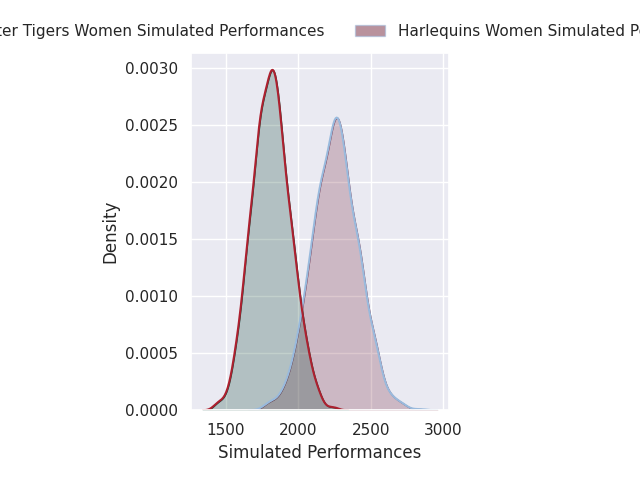 ter Tigers Women Simulated Performances
Harlequins Women Simulated
0.0030
0.0025
0.0020
0.0015
0.0010
0.0005
0.0000
Density
1500 2000 2500 3000
Simulated Performances